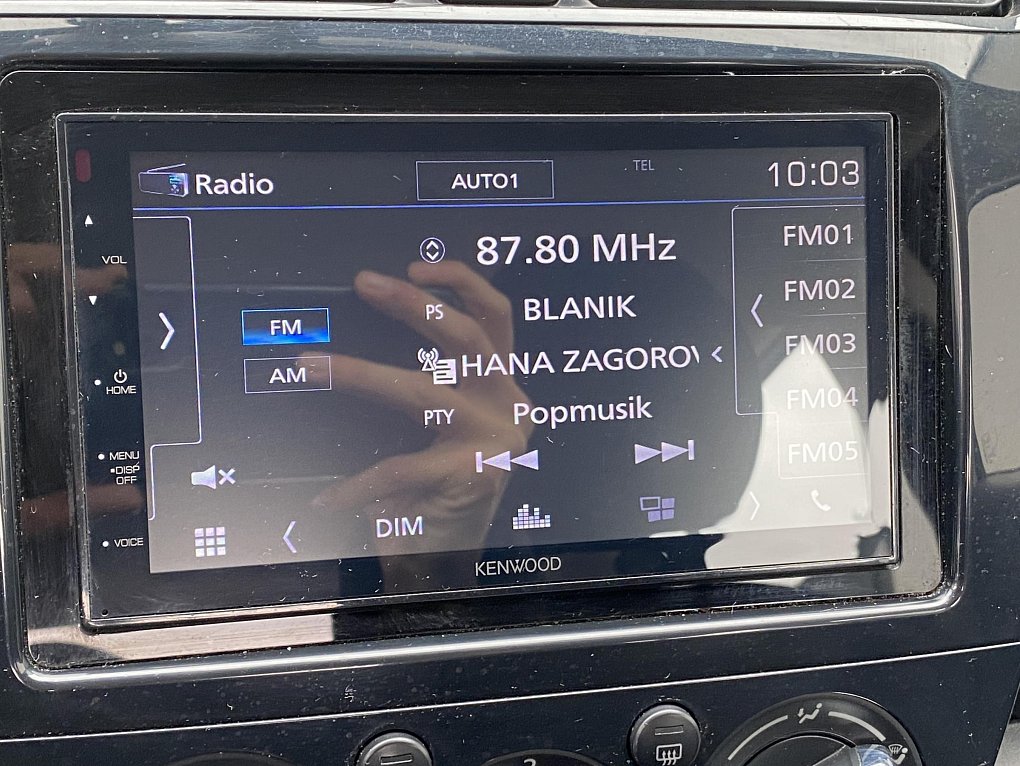 Radio
AUTO1
TEL
10:03
VOL
HOME
MENU
DISP
OFF
VOICE
FM
AM
87.80 MHz
PS BLANIK
HANA ZAGOROV
PTY Popmusik
FM01
FM02
FM03
FM04
FM05
DIM
KENWOOD